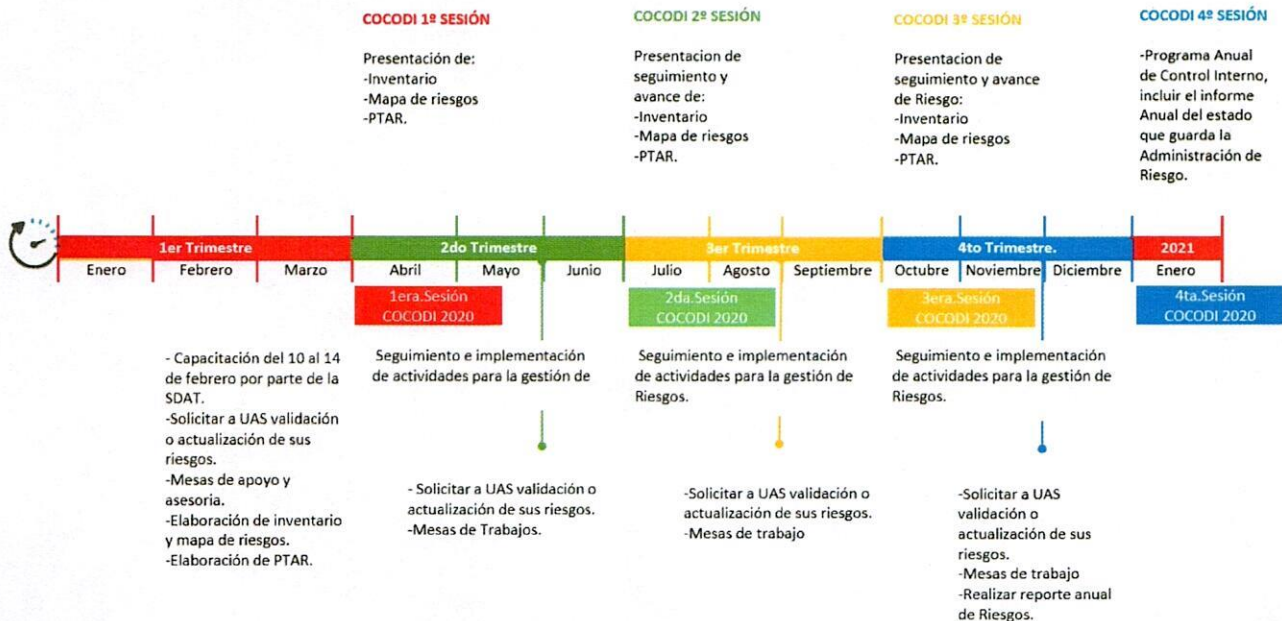 COCODI 1º SESIÓN
Presentación de:
-Inventario
-Mapa de riesgos
-PTAR.
COCODI 2º SESIÓN
Presentacion de
seguimiento y
avance de:
-Inventario
-Mapa de riesgos
-PTAR.
COCODI 3º SESIÓN
Presentacion de
seguimiento y avance
de Riesgo:
-Inventario
-Mapa de riesgos
-PTAR.
COCODI 4º SESIÓN
-Programa Anual
de Control Interno,
incluir el informe
Anual del estado
que guarda la
Administración de
Riesgo.
1er Trimestre
2do Trimestre
3er Trimestre
4to Trimestre.
2021
Enero
Febrero
Marzo
Abril
Mayo
Junio
Julio
Agosto
Septiembre
Octubre
Noviembre
Diciembre
Enero
1era.Sesión
COCODI 2020
2da.Sesión
COCODI 2020
3era.Sesión
COCODI 2020
4ta.Sesión
COCODI 2020
- Capacitación del 10 al 14
de febrero por parte de la
SDAT.
-Solicitar a UAS validación
o actualización de sus
riesgos.
-Mesas de apoyo y
asesoria.
-Elaboración de inventario
y mapa de riesgos.
-Elaboración de PTAR.
Seguimiento e implementación
de actividades para la gestión de
- Solicitar a UAS validación o
actualización de sus riesgos.
-Mesas de Trabajos.
Seguimiento e implementación
de actividades para la gestión de
Riesgos.
-Solicitar a UAS validación o
actualización de sus riesgos.
-Mesas de trabajo
Seguimiento e implementación
de actividades para la gestión de
Riesgos.
-Solicitar a UAS
validación o
actualización de sus
riesgos.
-Mesas de trabajo
-Realizar reporte anual
de Riesgos.